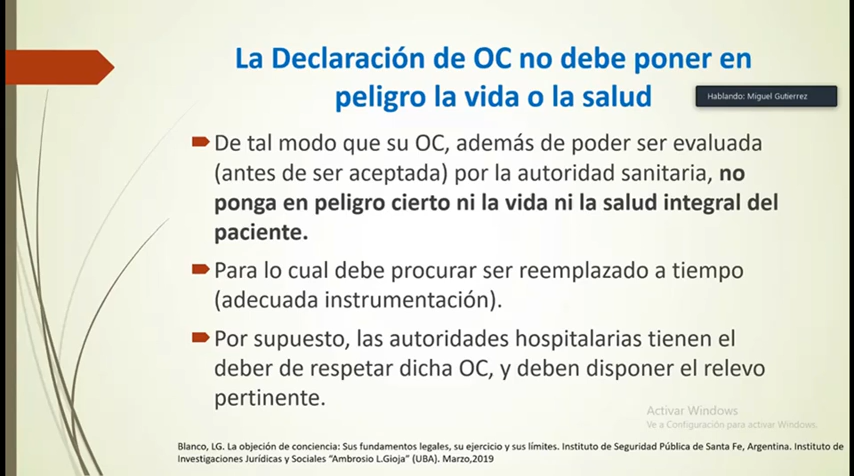 La Declaración de OC no debe poner en
peligro la vida o la salud
Hablando: Miguel Gutierrez
De tal modo que su OC, además de poder ser evaluada
(antes de ser aceptada) por la autoridad sanitaria, no
ponga en peligro cierto ni la vida ni la salud integral del
paciente.
Para lo cual debe procurar ser reemplazado a tiempo
(adecuada instrumentación).
Por supuesto, las autoridades hospitalarias tienen el
deber de respetar dicha OC, y deben disponer el relevo
pertinente.
Activar Windows
Ve a Configuración para activar Windows.
Blanco, LG. La objeción de conciencia: Sus fundamentos legales, su ejercicio y sus límites. Instituto de Seguridad Pública de Santa Fe, Argentina. Instituto de
Investigaciones Jurídicas y Sociales "Ambrosio L.Gioja" (UBA). Marzo,2019